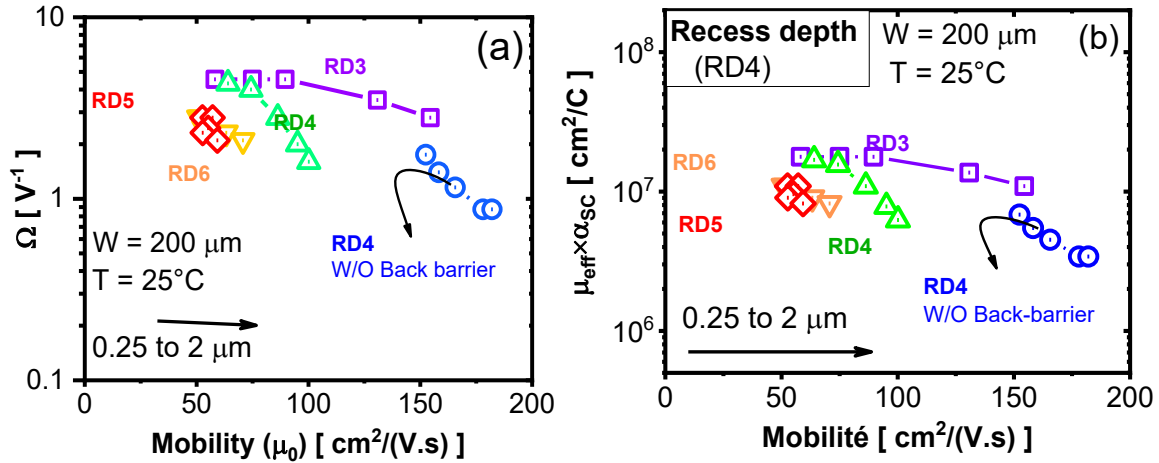 (a)
10
1
0.1
Ω [ V⁻¹ ]
RD3
RD5
RD4
RD6
RD4
W/O Back barrier
W = 200 μm
T = 25°C
0.25 to 2 μm
0 50 100 150 200
Mobility (μ₀) [ cm²/(V.s) ]
(b)
Recess depth
(RD4)
W = 200 μm
T = 25°C
10⁸
10⁷
10⁶
μeff×αSC [ cm²/C ]
RD3
RD6
RD5
RD4
RD4
W/O Back-barrier
0.25 to 2 μm
0 50 100 150 200
Mobilité [ cm²/(V.s) ]